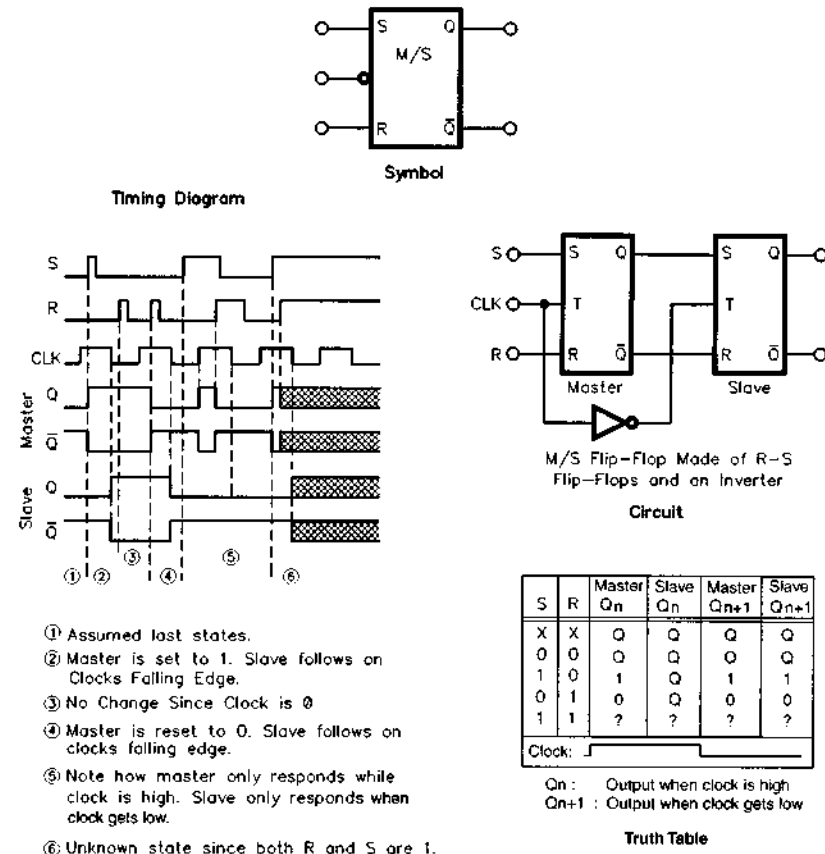 S Q
M/S
R Q̅
Symbol
Timing Diagram
S
R
CLK
Master
Q
Q̅
Slave
Q
Q̅
① ② ③ ④ ⑤ ⑥
S Q S Q
CLK T T
R R Q̅ R Q̅
Master Slave
M/S Flip-Flop Made of R-S
Flip-Flops and an Inverter
Circuit
① Assumed last states.
② Master is set to 1. Slave follows on
Clocks Falling Edge.
③ No Change Since Clock is 0
④ Master is reset to 0. Slave follows on
clocks falling edge.
⑤ Note how master only responds while
clock is high. Slave only responds when
clock gets low.
⑥ Unknown state since both R and S are 1.
S R Master Qn Slave Qn Master Qn+1 Slave Qn+1
X X Q Q Q Q
0 0 Q Q Q Q
1 0 1 Q 1 1
0 1 0 Q 0 0
1 1 ? ? ? ?
Clock:
Qn : Output when clock is high
Qn+1 : Output when clock gets low
Truth Table